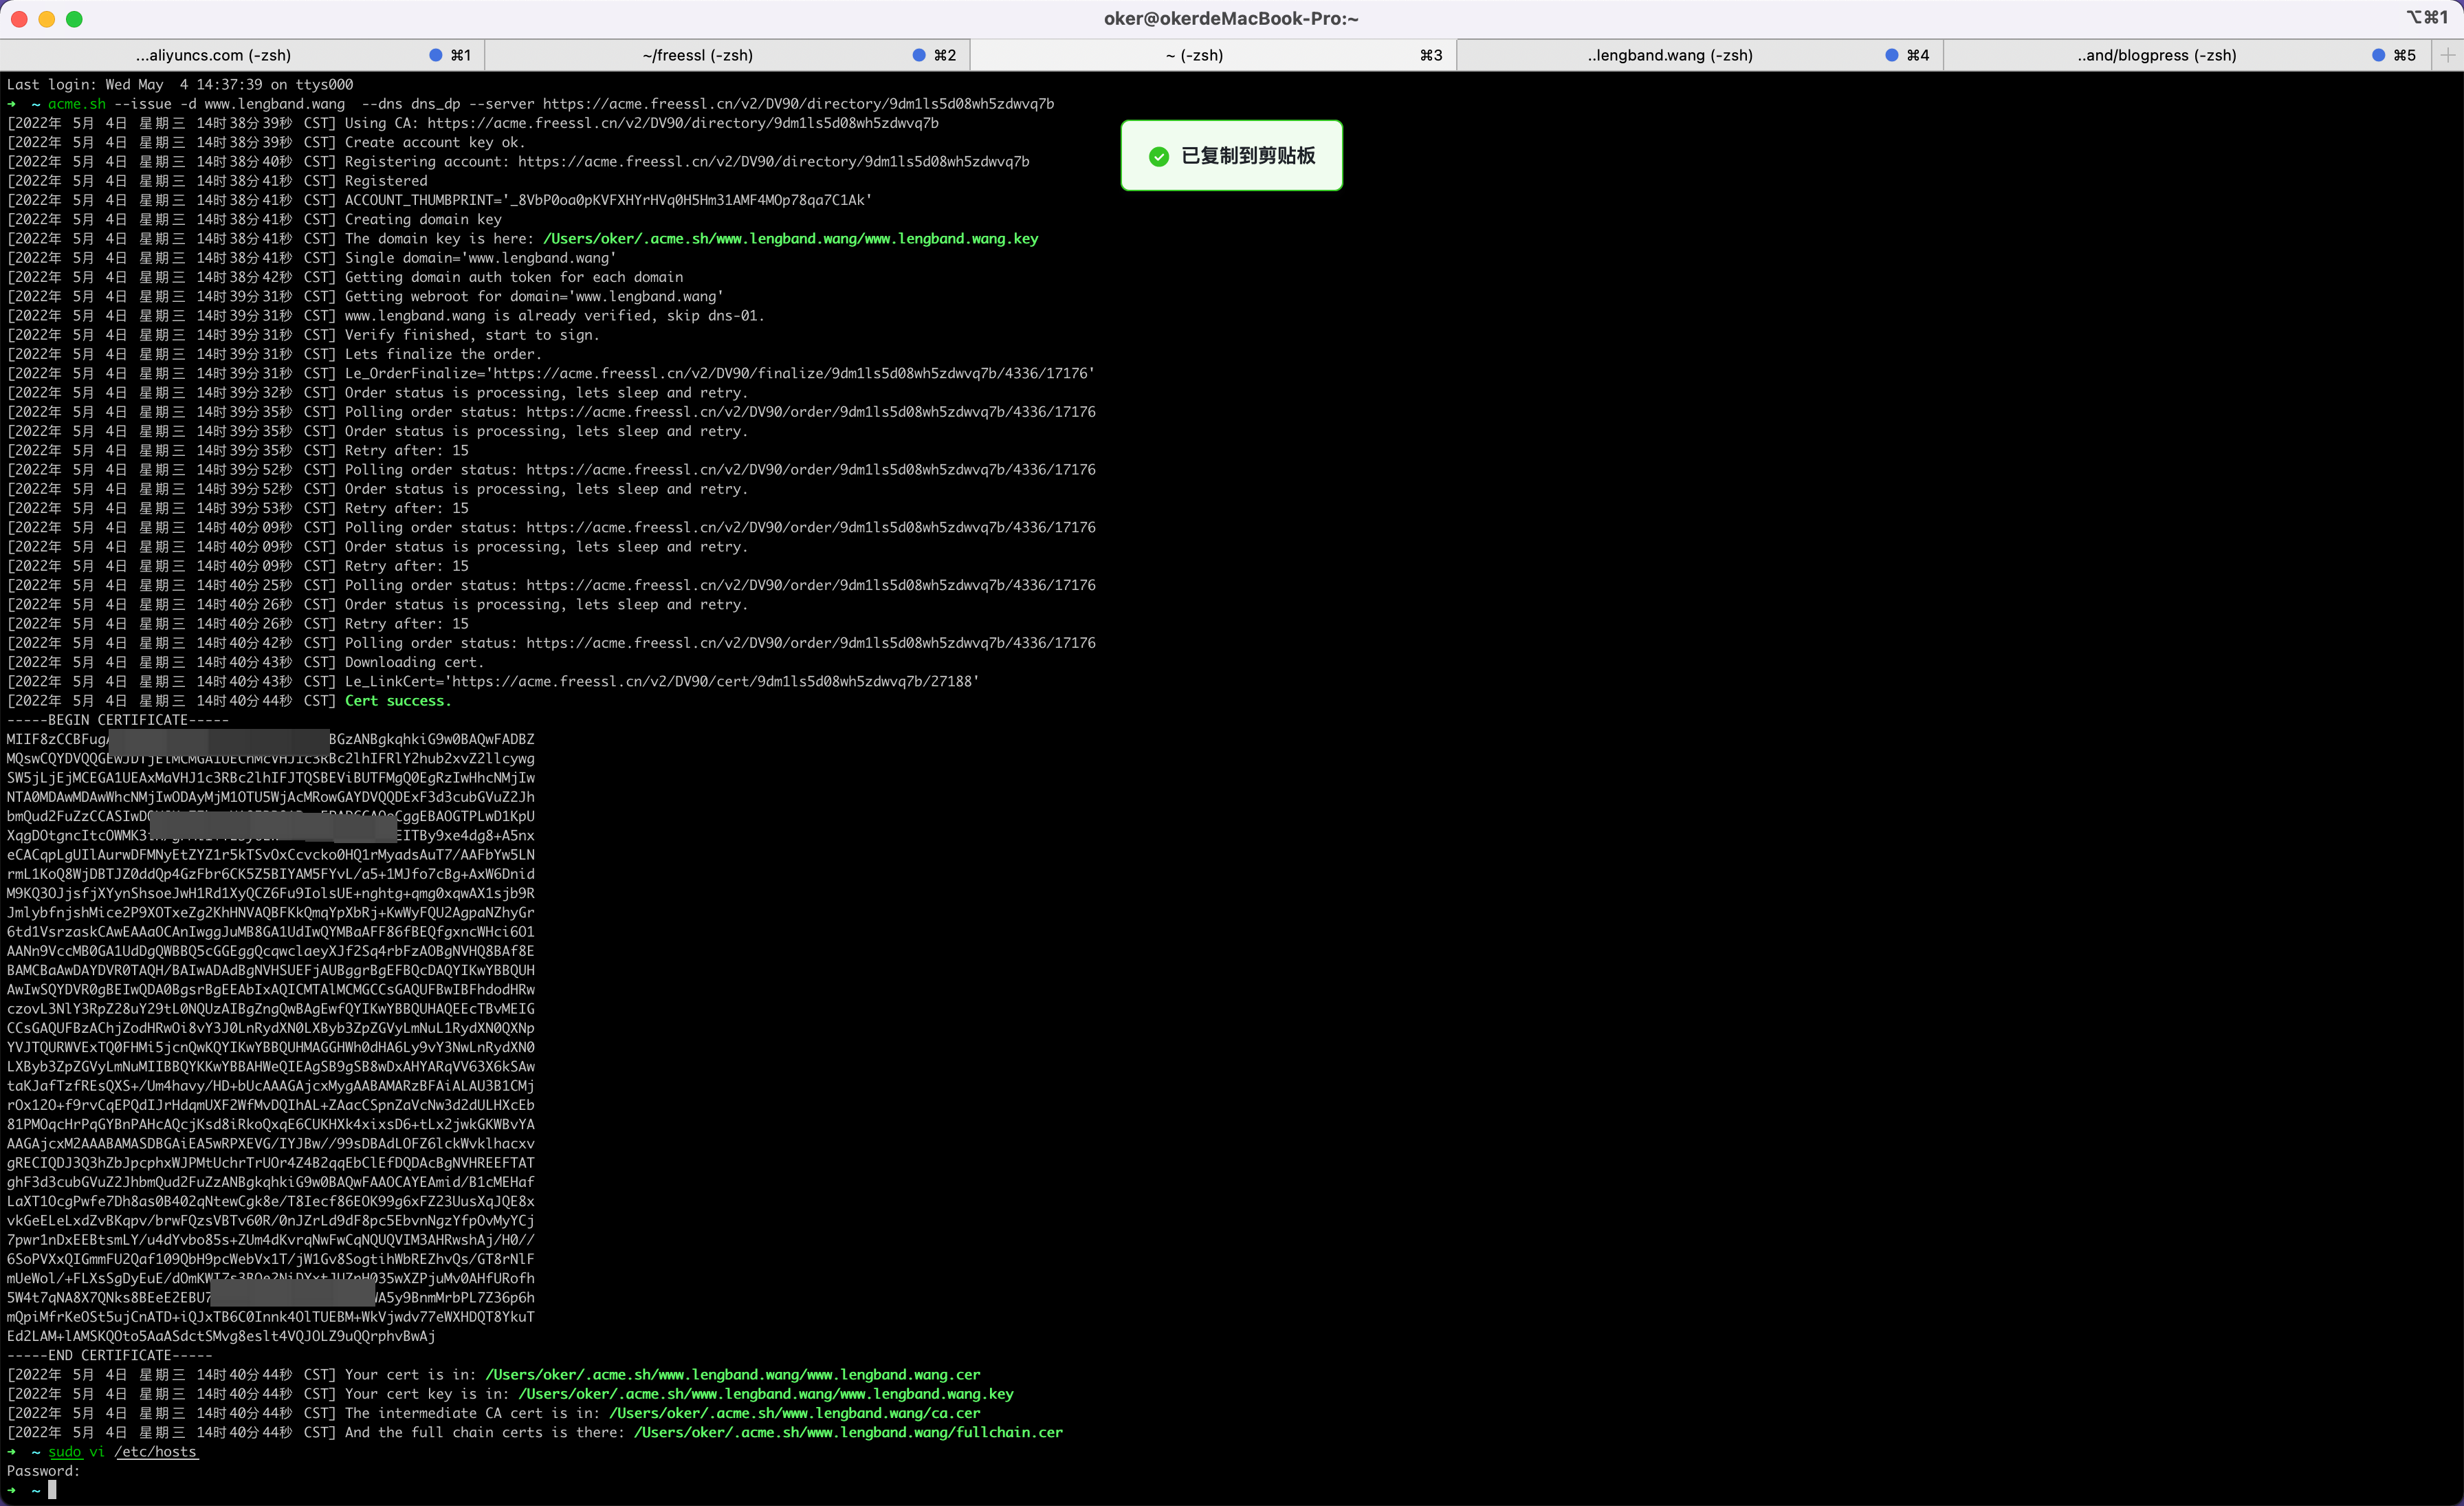 oker@okerdeMacBook-Pro:~
⌥⌘1
...aliyuncs.com (-zsh) ⌘1
~/freessl (-zsh) ⌘2
~ (-zsh) ⌘3
..lengband.wang (-zsh) ⌘4
..and/blogpress (-zsh) ⌘5
Last login: Wed May  4 14:37:39 on ttys000
➜  ~ acme.sh --issue -d www.lengband.wang  --dns dns_dp --server https://acme.freessl.cn/v2/DV90/directory/9dm1ls5d08wh5zdwvq7b
[2022年 5月 4日 星期三 14时38分39秒 CST] Using CA: https://acme.freessl.cn/v2/DV90/directory/9dm1ls5d08wh5zdwvq7b
[2022年 5月 4日 星期三 14时38分39秒 CST] Create account key ok.
[2022年 5月 4日 星期三 14时38分40秒 CST] Registering account: https://acme.freessl.cn/v2/DV90/directory/9dm1ls5d08wh5zdwvq7b
已复制到剪贴板
[2022年 5月 4日 星期三 14时38分41秒 CST] Registered
[2022年 5月 4日 星期三 14时38分41秒 CST] ACCOUNT_THUMBPRINT='_8VbP0oa0pKVFXHYrHVq0H5Hm31AMF4MOp78qa7C1Ak'
[2022年 5月 4日 星期三 14时38分41秒 CST] Creating domain key
[2022年 5月 4日 星期三 14时38分41秒 CST] The domain key is here: /Users/oker/.acme.sh/www.lengband.wang/www.lengband.wang.key
[2022年 5月 4日 星期三 14时38分41秒 CST] Single domain='www.lengband.wang'
[2022年 5月 4日 星期三 14时38分42秒 CST] Getting domain auth token for each domain
[2022年 5月 4日 星期三 14时39分31秒 CST] Getting webroot for domain='www.lengband.wang'
[2022年 5月 4日 星期三 14时39分31秒 CST] www.lengband.wang is already verified, skip dns-01.
[2022年 5月 4日 星期三 14时39分31秒 CST] Verify finished, start to sign.
[2022年 5月 4日 星期三 14时39分31秒 CST] Lets finalize the order.
[2022年 5月 4日 星期三 14时39分31秒 CST] Le_OrderFinalize='https://acme.freessl.cn/v2/DV90/finalize/9dm1ls5d08wh5zdwvq7b/4336/17176'
[2022年 5月 4日 星期三 14时39分32秒 CST] Order status is processing, lets sleep and retry.
[2022年 5月 4日 星期三 14时39分35秒 CST] Polling order status: https://acme.freessl.cn/v2/DV90/order/9dm1ls5d08wh5zdwvq7b/4336/17176
[2022年 5月 4日 星期三 14时39分35秒 CST] Order status is processing, lets sleep and retry.
[2022年 5月 4日 星期三 14时39分35秒 CST] Retry after: 15
[2022年 5月 4日 星期三 14时39分52秒 CST] Polling order status: https://acme.freessl.cn/v2/DV90/order/9dm1ls5d08wh5zdwvq7b/4336/17176
[2022年 5月 4日 星期三 14时39分52秒 CST] Order status is processing, lets sleep and retry.
[2022年 5月 4日 星期三 14时39分53秒 CST] Retry after: 15
[2022年 5月 4日 星期三 14时40分09秒 CST] Polling order status: https://acme.freessl.cn/v2/DV90/order/9dm1ls5d08wh5zdwvq7b/4336/17176
[2022年 5月 4日 星期三 14时40分09秒 CST] Order status is processing, lets sleep and retry.
[2022年 5月 4日 星期三 14时40分09秒 CST] Retry after: 15
[2022年 5月 4日 星期三 14时40分25秒 CST] Polling order status: https://acme.freessl.cn/v2/DV90/order/9dm1ls5d08wh5zdwvq7b/4336/17176
[2022年 5月 4日 星期三 14时40分26秒 CST] Order status is processing, lets sleep and retry.
[2022年 5月 4日 星期三 14时40分26秒 CST] Retry after: 15
[2022年 5月 4日 星期三 14时40分42秒 CST] Polling order status: https://acme.freessl.cn/v2/DV90/order/9dm1ls5d08wh5zdwvq7b/4336/17176
[2022年 5月 4日 星期三 14时40分43秒 CST] Downloading cert.
[2022年 5月 4日 星期三 14时40分43秒 CST] Le_LinkCert='https://acme.freessl.cn/v2/DV90/cert/9dm1ls5d08wh5zdwvq7b/27188'
[2022年 5月 4日 星期三 14时40分44秒 CST] Cert success.
-----BEGIN CERTIFICATE-----
MIIF8zCCBFug BGzANBgkqhkiG9w0BAQwFADBZ
MQswCQYDVQQGEwJDTjElMCMGA1UEChMcVHJ1c3RBc2lhIFRlY2hub2xvZ2llcywg
SW5jLjEjMCEGA1UEAxMaVHJ1c3RBc2lhIFJTQSBEViBUTFMgQ0EgRzIwHhcNMjIw
NTA0MDAwMDAwWhcNMjIwODAyMjM1OTU5WjAcMRowGAYDVQQDExF3d3cubGVuZ2Jh
bmQud2FuZzCCASIwD CggEBAOGTPLwD1KpU
XqgDOtgncItcOWMK3 EITBy9xe4dg8+A5nx
eCACqpLgUIlAurwDFMNyEtZYZ1r5kTSvOxCcvcko0HQ1rMyadsAuT7/AAFbYw5LN
rmL1KoQ8WjDBTJZ0ddQp4GzFbr6CK5Z5BIYAM5FYvL/a5+1MJfo7cBg+AxW6Dnid
M9KQ3OJjsfjXYynShsoeJwH1Rd1XyQCZ6Fu9IolsUE+nghtg+qmg0xqwAX1sjb9R
JmlybfnjshMice2P9XOTxeZg2KhHNVAQBFKkQmqYpXbRj+KwWyFQU2AgpaNZhyGr
6td1VsrzaskCAwEAAaOCAnIwggJuMB8GA1UdIwQYMBaAFF86fBEQfgxncWHci6O1
AANn9VccMB0GA1UdDgQWBBQ5cGGEggQcqwclaeyXJf2Sq4rbFzAOBgNVHQ8BAf8E
BAMCBaAwDAYDVR0TAQH/BAIwADAdBgNVHSUEFjAUBggrBgEFBQcDAQYIKwYBBQUH
AwIwSQYDVR0gBEIwQDA0BgsrBgEEAbIxAQICMTAlMCMGCCsGAQUFBwIBFhdodHRw
czovL3NlY3RpZ28uY29tL0NQUzAIBgZngQwBAgEwfQYIKwYBBQUHAQEEcTBvMEIG
CCsGAQUFBzAChjZodHRwOi8vY3J0LnRydXN0LXByb3ZpZGVyLmNuL1RydXN0QXNp
YVJTQURWVExTQ0FHMi5jcnQwKQYIKwYBBQUHMAGGHWh0dHA6Ly9vY3NwLnRydXN0
LXByb3ZpZGVyLmNuMIIBBQYKKwYBBAHWeQIEAgSB9gSB8wDxAHYARqVV63X6kSAw
taKJafTzfREsQXS+/Um4havy/HD+bUcAAAGAjcxMygAABAMARzBFAiALAU3B1CMj
rOx12O+f9rvCqEPQdIJrHdqmUXF2WfMvDQIhAL+ZAacCSpnZaVcNw3d2dULHXcEb
81PMOqcHrPqGYBnPAHcAQcjKsd8iRkoQxqE6CUKHXk4xixsD6+tLx2jwkGKWBvYA
AAGAjcxM2AAABAMASDBGAiEA5wRPXEVG/IYJBw//99sDBAdLOFZ6lckWvklhacxv
gRECIQDJ3Q3hZbJpcphxWJPMtUchrTrUOr4Z4B2qqEbClEfDQDAcBgNVHREEFTAT
ghF3d3cubGVuZ2JhbmQud2FuZzANBgkqhkiG9w0BAQwFAAOCAYEAmid/B1cMEHaf
LaXT1OcgPwfe7Dh8as0B402qNtewCgk8e/T8Iecf86EOK99g6xFZ23UusXqJQE8x
vkGeELeLxdZvBKqpv/brwFQzsVBTv60R/0nJZrLd9dF8pc5EbvnNgzYfpOvMyYCj
7pwr1nDxEEBtsmLY/u4dYvbo85s+ZUm4dKvrqNwFwCqNQUQVIM3AHRwshAj/H0//
6SoPVXxQIGmmFU2Qaf109QbH9pcWebVx1T/jW1Gv8SogtihWbREZhvQs/GT8rNlF
mUeWol/+FLXsSgDyEuE/dOmKW 035wXZPjuMv0AHfURofh
5W4t7qNA8X7QNks8BEeE2EBU7 A5y9BnmMrbPL7Z36p6h
mQpiMfrKeOSt5ujCnATD+iQJxTB6C0Innk4OlTUEBM+WkVjwdv77eWXHDQT8YkuT
Ed2LAM+lAMSKQOto5AaASdctSMvg8eslt4VQJOLZ9uQQrphvBwAj
-----END CERTIFICATE-----
[2022年 5月 4日 星期三 14时40分44秒 CST] Your cert is in: /Users/oker/.acme.sh/www.lengband.wang/www.lengband.wang.cer
[2022年 5月 4日 星期三 14时40分44秒 CST] Your cert key is in: /Users/oker/.acme.sh/www.lengband.wang/www.lengband.wang.key
[2022年 5月 4日 星期三 14时40分44秒 CST] The intermediate CA cert is in: /Users/oker/.acme.sh/www.lengband.wang/ca.cer
[2022年 5月 4日 星期三 14时40分44秒 CST] And the full chain certs is there: /Users/oker/.acme.sh/www.lengband.wang/fullchain.cer
➜  ~ sudo vi /etc/hosts
Password:
➜  ~